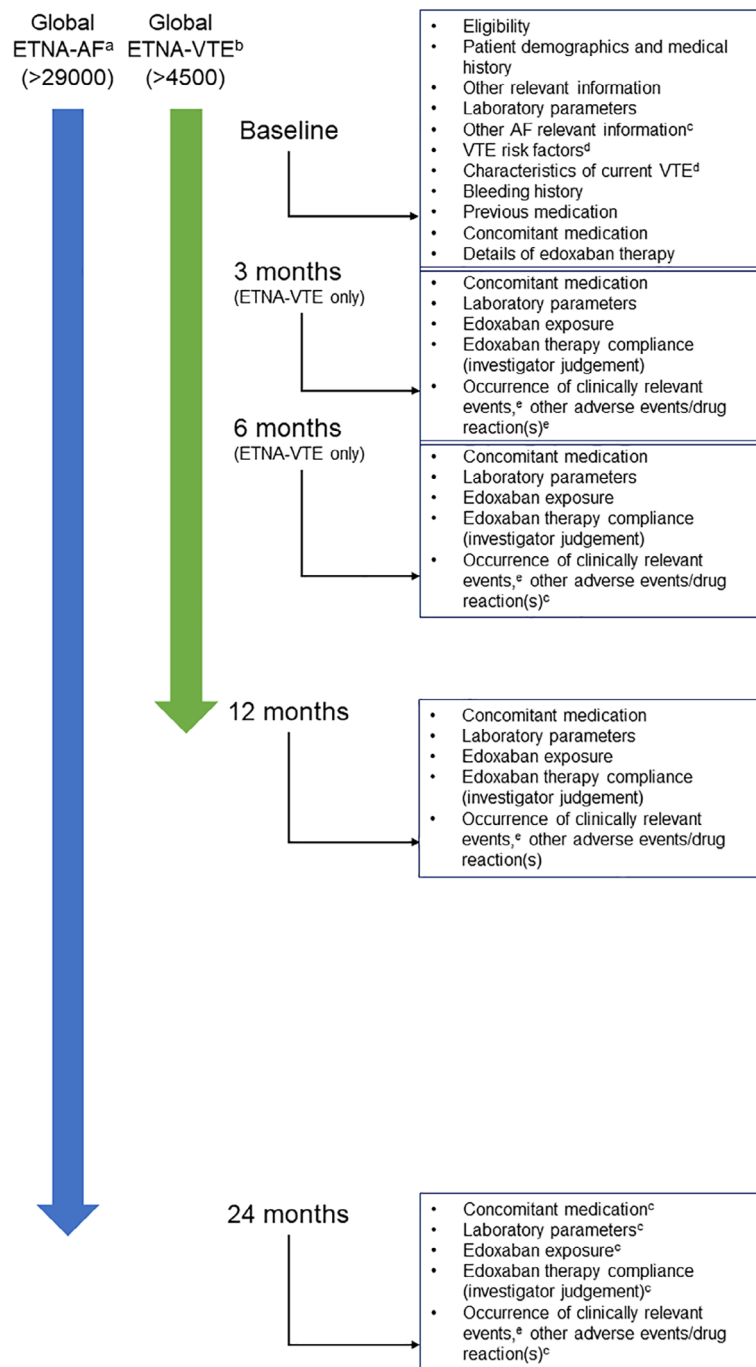 Global
ETNA-AFᵃ
(>29000)
Global
ETNA-VTEᵇ
(>4500)
Baseline
• Eligibility
• Patient demographics and medical
history
• Other relevant information
• Laboratory parameters
• Other AF relevant informationᶜ
• VTE risk factorsᵈ
• Characteristics of current VTEᵈ
• Bleeding history
• Previous medication
• Concomitant medication
• Details of edoxaban therapy
3 months
(ETNA-VTE only)
• Concomitant medication
• Laboratory parameters
• Edoxaban exposure
• Edoxaban therapy compliance
(investigator judgement)
• Occurrence of clinically relevant
events,ᵉ other adverse events/drug
reaction(s)ᵉ
6 months
(ETNA-VTE only)
• Concomitant medication
• Laboratory parameters
• Edoxaban exposure
• Edoxaban therapy compliance
(investigator judgement)
• Occurrence of clinically relevant
events,ᵉ other adverse events/drug
reaction(s)ᶜ
12 months
• Concomitant medication
• Laboratory parameters
• Edoxaban exposure
• Edoxaban therapy compliance
(investigator judgement)
• Occurrence of clinically relevant
events,ᵉ other adverse events/drug
reaction(s)
24 months
• Concomitant medicationᶜ
• Laboratory parametersᶜ
• Edoxaban exposureᶜ
• Edoxaban therapy compliance
(investigator judgement)ᶜ
• Occurrence of clinically relevant
events,ᵉ other adverse events/drug
reaction(s)ᶜ